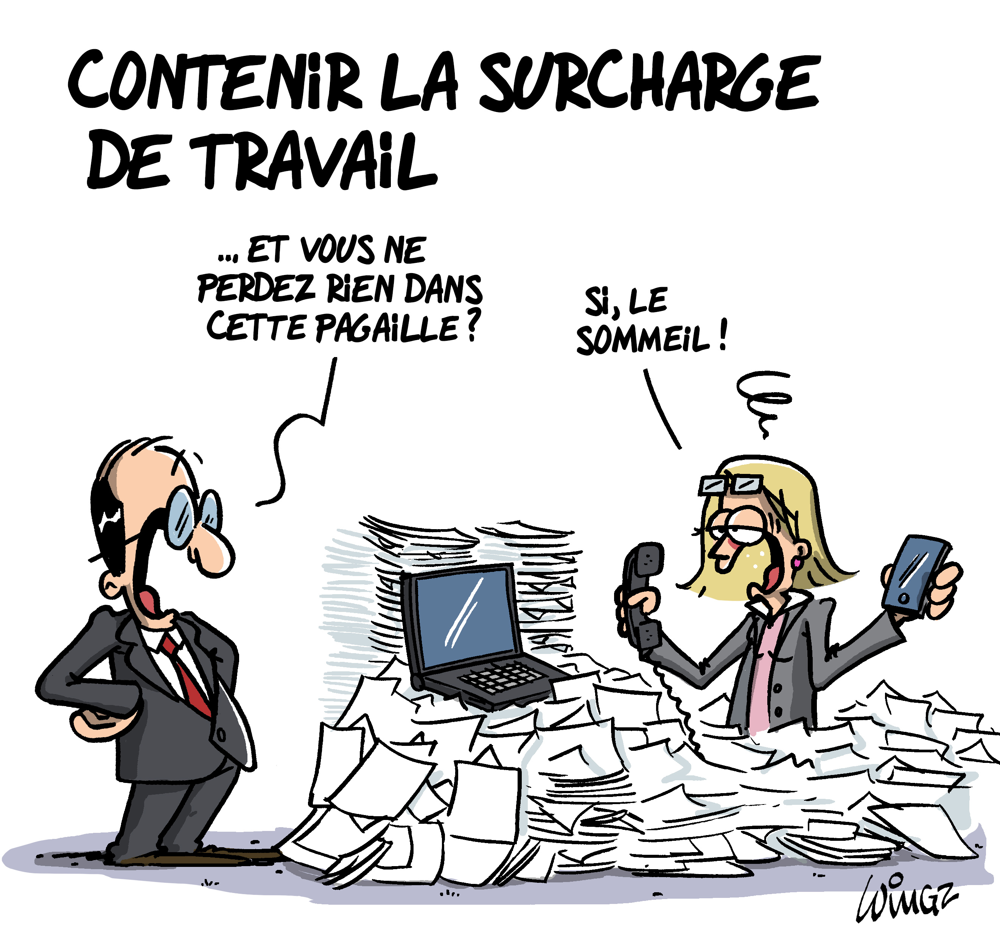 CONTENIR LA SURCHARGE
DE TRAVAIL
... ET VOUS NE
PERDEZ RIEN DANS
CETTE PAGAILLE ?
SI, LE
SOMMEIL !
WINGZ